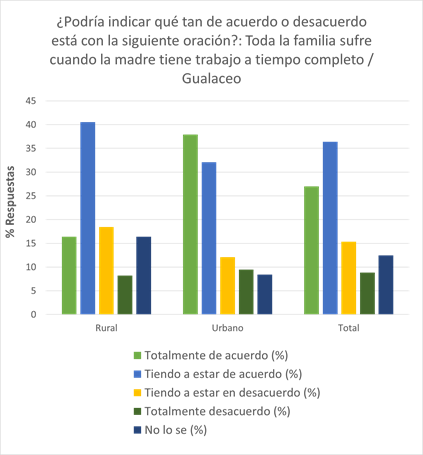 ¿Podría indicar qué tan de acuerdo o desacuerdo
está con la siguiente oración?: Toda la familia sufre
cuando la madre tiene trabajo a tiempo completo /
Gualaceo
% Respuestas
45
40
35
30
25
20
15
10
5
0
Rural
Urbano
Total
Totalmente de acuerdo (%)
Tiendo a estar de acuerdo (%)
Tiendo a estar en desacuerdo (%)
Totalmente desacuerdo (%)
No lo se (%)